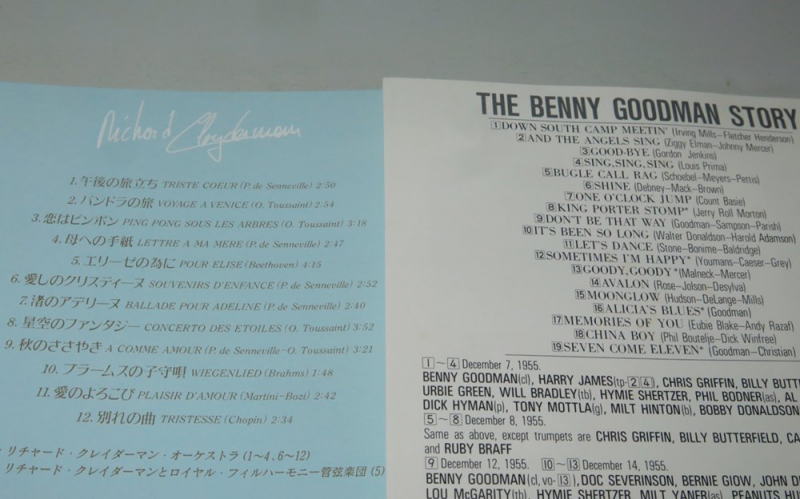 Richard Clayderman
1. 午後の旅立ち TRISTE COEUR (P. de Senneville) 2:50
2. パンドラの旅 VOYAGE A VENICE (O. Toussaint) 2:54
3. 恋はピンポン PING PONG SOUS LES ARBRES (O. Toussaint) 3:18
4. 母への手紙 LETTRE A MA MERE (P. de Senneville) 2:47
5. エリーゼの為に POUR ELISE (Beethoven) 4:15
6. 愛しのクリスティーヌ SOUVENIRS D'ENFANCE (P. de Senneville) 2:52
7. 渚のアデリーヌ BALLADE POUR ADELINE (P. de Senneville) 2:40
8. 星空のファンタジー CONCERTO DES ETOILES (O. Toussaint) 3:52
9. 秋のささやき A COMME AMOUR (P. de Senneville-O. Toussaint) 3:21
10. ブラームスの子守唄 WIEGENLIED (Brahms) 1:48
11. 愛のよろこび PLAISIR D'AMOUR (Martini-Bozi) 2:42
12. 別れの曲 TRISTESSE (Chopin) 2:34
リチャード・クレイダーマン・オーケストラ (1〜4、6〜12)
リチャード・クレイダーマンとロイヤル・フィルハーモニー管弦楽団 (5)
THE BENNY GOODMAN STORY
1 DOWN SOUTH CAMP MEETIN' (Irving Mills–Fletcher Henderson)
2 AND THE ANGELS SING (Ziggy Elman–Johnny Mercer)
3 GOOD-BYE (Gordon Jenkins)
4 SING, SING, SING (Louis Prima)
5 BUGLE CALL RAG (Schoebel–Meyers–Pettis)
6 SHINE (Debney–Mack–Brown)
7 ONE O'CLOCK JUMP (Count Basie)
8 KING PORTER STOMP* (Jerry Roll Morton)
9 DON'T BE THAT WAY (Goodman–Sampson–Parish)
10 IT'S BEEN SO LONG (Walter Donaldson–Harold Adamson)
11 LET'S DANCE (Stone–Bonime–Baldridge)
12 SOMETIMES I'M HAPPY* (Youmans–Caeser–Grey)
13 GOODY, GOODY* (Malneck–Mercer)
14 AVALON (Rose–Jolson–Desylva)
15 MOONGLOW (Hudson–DeLange–Mills)
16 ALICIA'S BLUES* (Goodman)
17 MEMORIES OF YOU (Eubie Blake–Andy Razaf)
18 CHINA BOY (Phil Boutelje–Dick Winfree)
19 SEVEN COME ELEVEN* (Goodman–Christian)
1〜4 December 7, 1955.
BENNY GOODMAN(cl), HARRY JAMES(tp-2 4), CHRIS GRIFFIN, BILLY BUTT
URBIE GREEN, WILL BRADLEY(tb), HYMIE SHERTZER, PHIL BODNER(as), AL
DICK HYMAN(p), TONY MOTTLA(g), MILT HINTON(b), BOBBY DONALDSON
5〜8 December 8, 1955.
Same as above, except trumpets are CHRIS GRIFFIN, BILLY BUTTERFIELD, CA
and RUBY BRAFF
9 December 12, 1955. 10〜13 December 14, 1955.
BENNY GOODMAN(cl, vo-13), DOC SEVERINSON, BERNIE GLOW, JOHN D
LOU McGARITY(tb), HYMIE SHERTZER, MILT YANER(as), PEANUTS HU